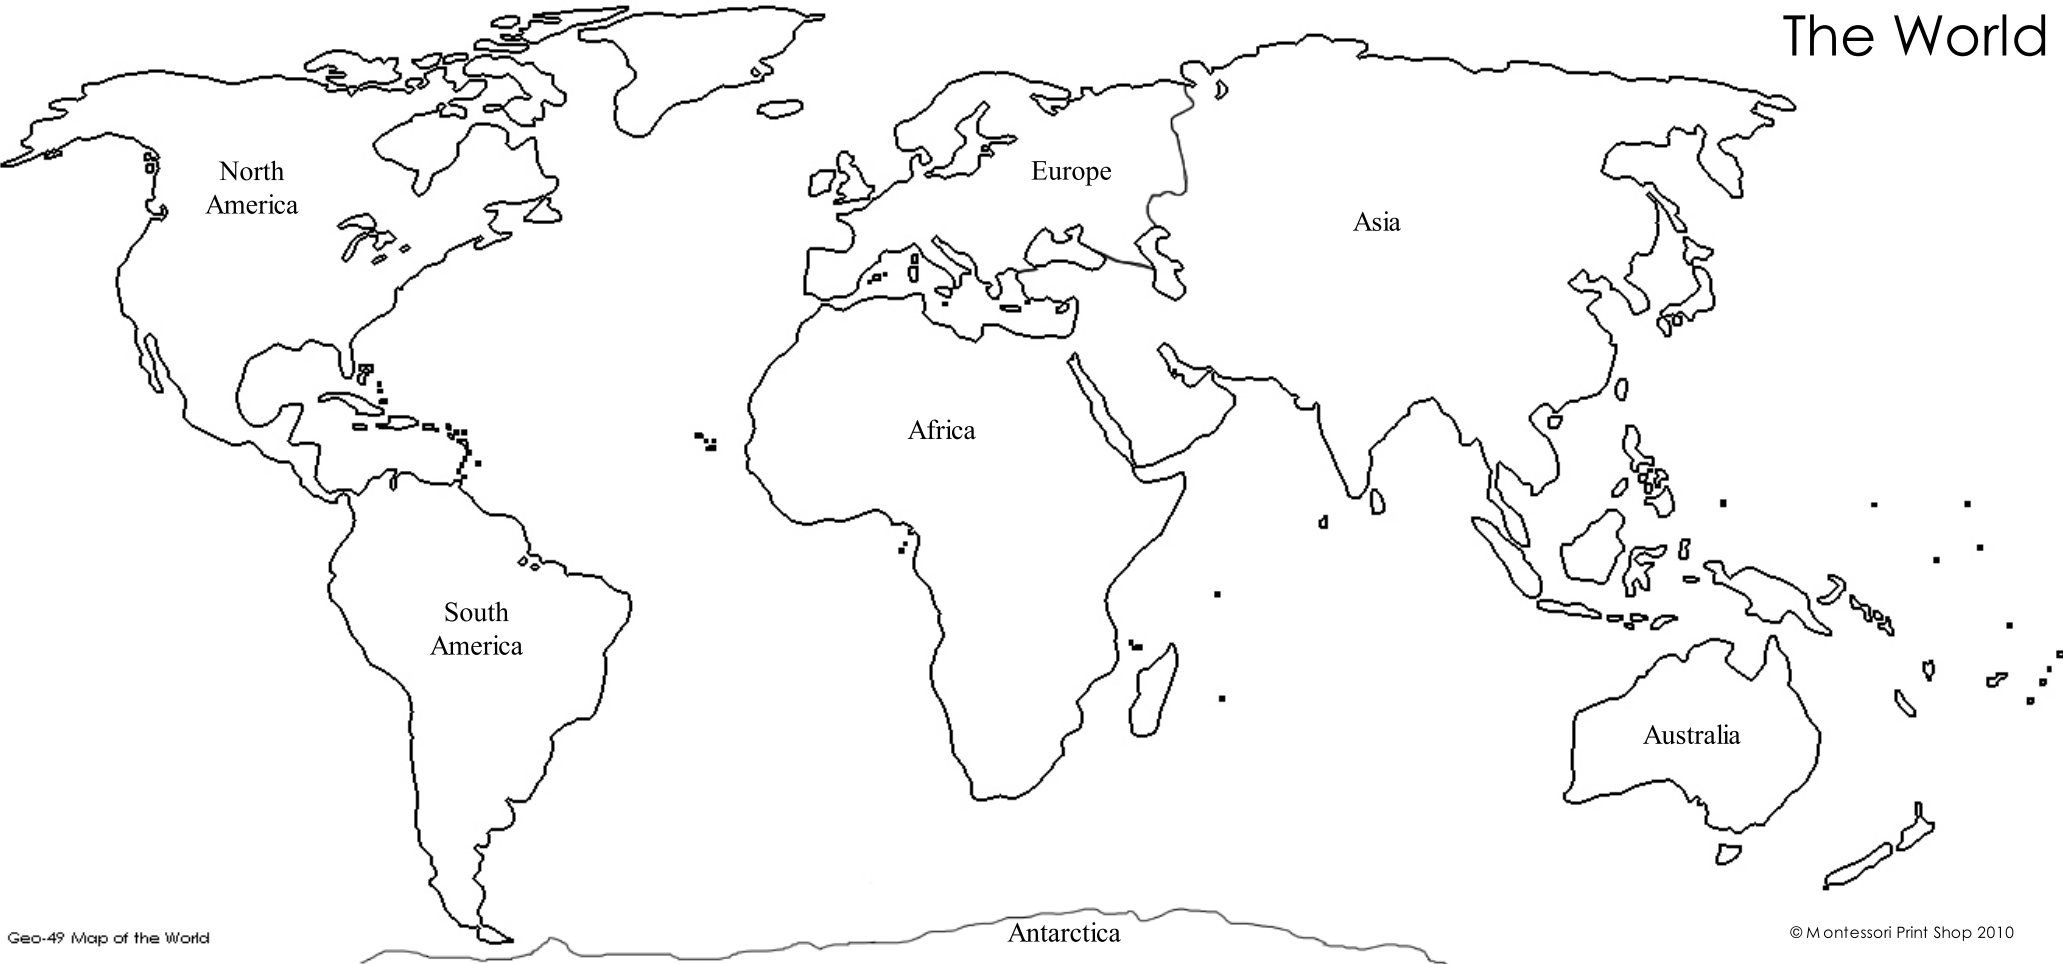 The World
North
America
Europe
Asia
Africa
South
America
Australia
Antarctica
Geo-49 Map of the World
© Montessori Print Shop 2010